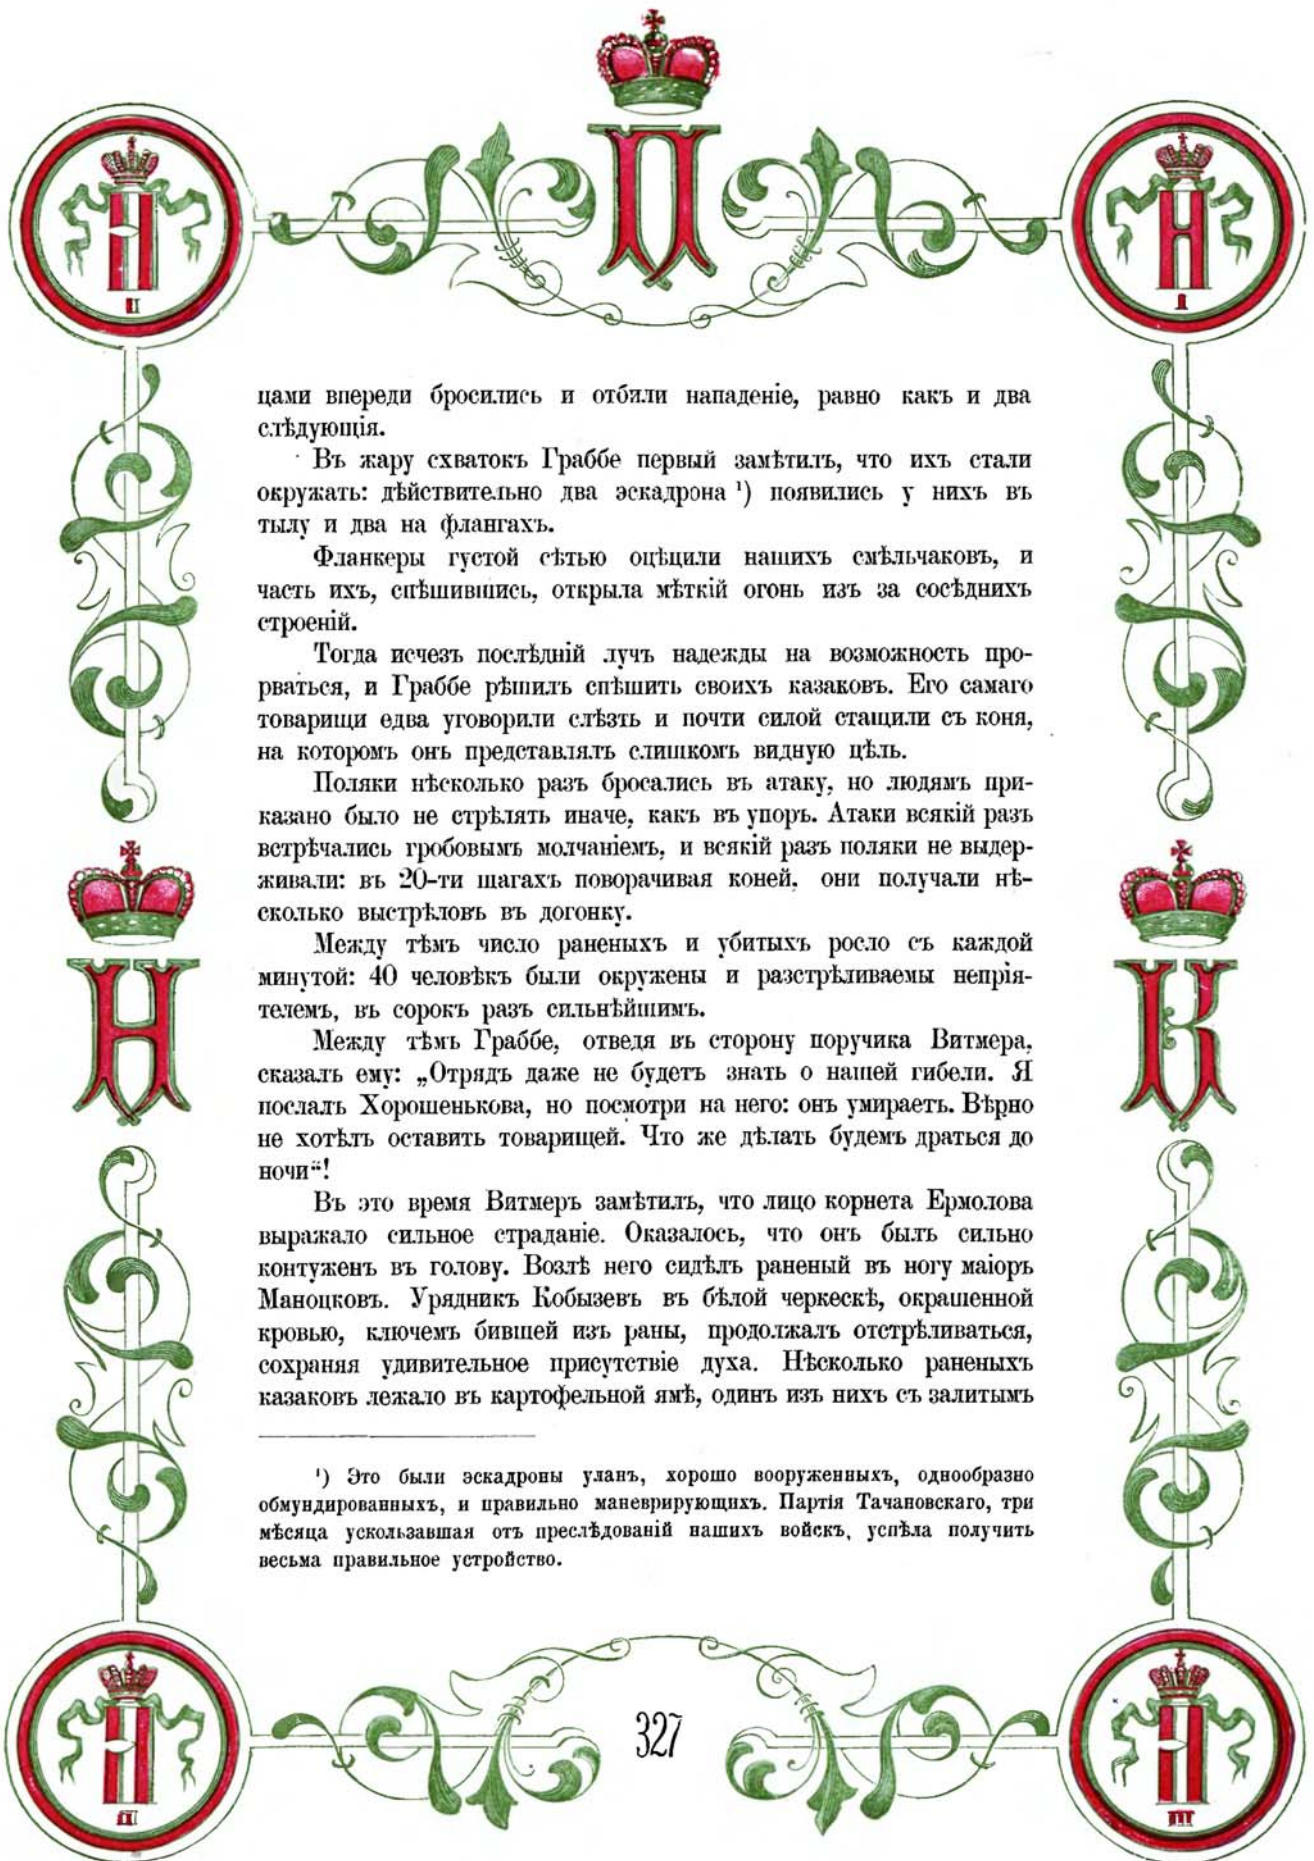 П
II
I
цами впереди бросились и отбили нападеніе, равно какъ и два
слѣдующія.
Въ жару схватокъ Граббе первый замѣтилъ, что ихъ стали
окружать: дѣйствительно два эскадрона ¹) появились у нихъ въ
тылу и два на флангахъ.
Фланкеры густой сѣтью оцѣцили нашихъ смѣльчаковъ, и
часть ихъ, спѣшившись, открыла мѣткій огонь изъ за сосѣднихъ
строеній.
Тогда исчезъ послѣдній лучъ надежды на возможность про-
рваться, и Граббе рѣшилъ спѣшить своихъ казаковъ. Его самаго
товарищи едва уговорили слѣзть и почти силой стащили съ коня,
на которомъ онъ представлялъ слишкомъ видную цѣль.
Поляки нѣсколько разъ бросались въ атаку, но людямъ при-
казано было не стрѣлять иначе, какъ въ упоръ. Атаки всякій разъ
встрѣчались гробовымъ молчаніемъ, и всякій разъ поляки не выдер-
живали: въ 20-ти шагахъ поворачивая коней, они получали нѣ-
сколько выстрѣловъ въ догонку.
Между тѣмъ число раненыхъ и убитыхъ росло съ каждой
минутой: 40 человѣкъ были окружены и разстрѣливаемы непрія-
телемъ, въ сорокъ разъ сильнѣйшимъ.
Между тѣмъ Граббе, отведя въ сторону поручика Витмера,
сказалъ ему: „Отрядъ даже не будетъ знать о нашей гибели. Я
послалъ Хорошенькова, но посмотри на него: онъ умираетъ. Вѣрно
не хотѣлъ оставить товарищей. Что же дѣлать будемъ драться до
ночи“!
Въ это время Витмеръ замѣтилъ, что лицо корнета Ермолова
выражало сильное страданіе. Оказалось, что онъ былъ сильно
контуженъ въ голову. Возлѣ него сидѣлъ раненый въ ногу маіоръ
Маноцковъ. Урядникъ Кобызевъ въ бѣлой черкескѣ, окрашенной
кровью, ключемъ бившей изъ раны, продолжалъ отстрѣливаться,
сохраняя удивительное присутствіе духа. Нѣсколько раненыхъ
казаковъ лежало въ картофельной ямѣ, одинъ изъ нихъ съ залитымъ
¹) Это были эскадроны уланъ, хорошо вооруженныхъ, однообразно
обмундированныхъ, и правильно маневрирующихъ. Партія Тачановскаго, три
мѣсяца ускользавшая отъ преслѣдованій нашихъ войскъ, успѣла получить
весьма правильное устройство.
Н
К
327
III